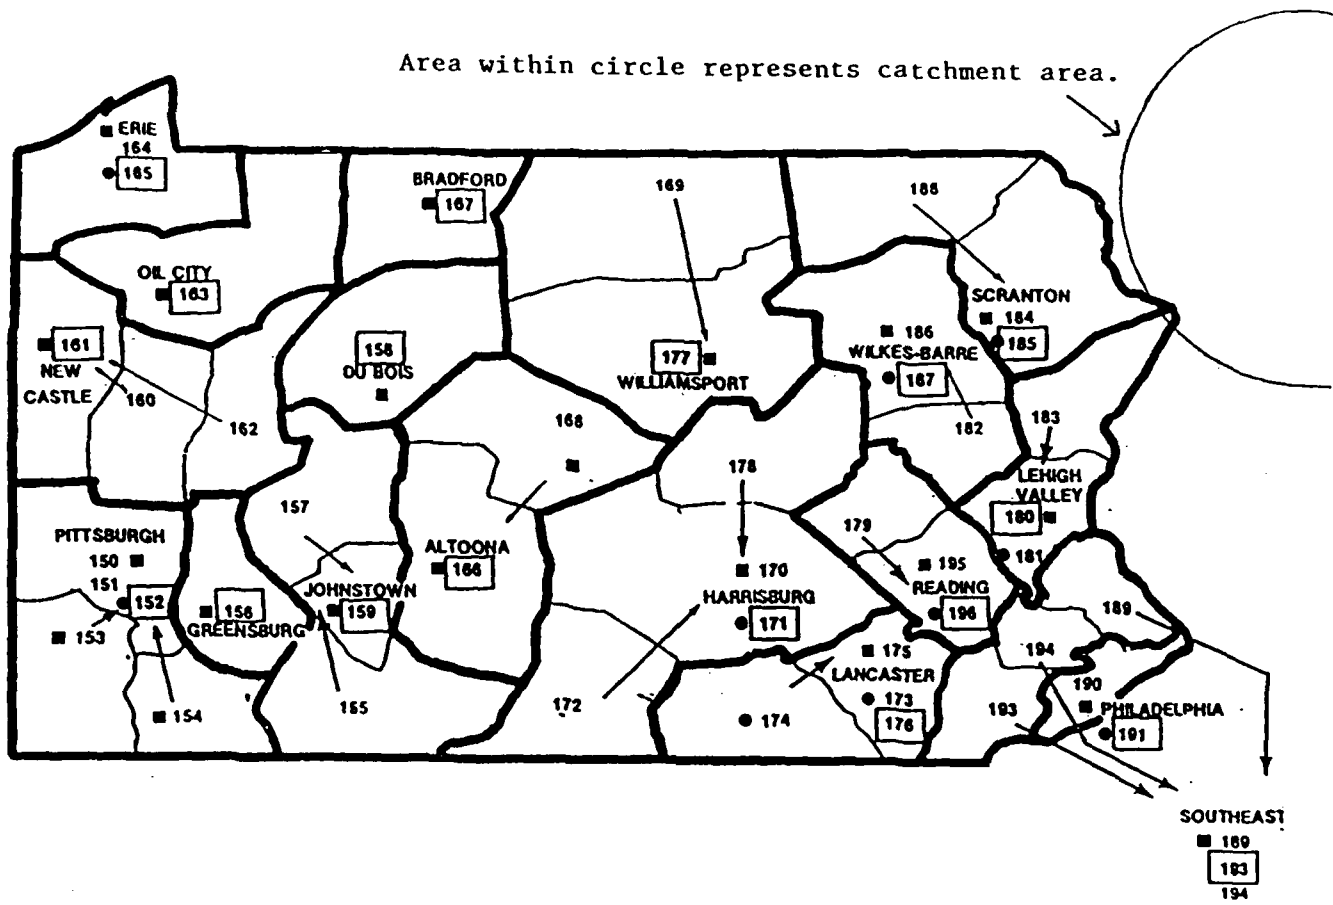 Area within circle represents catchment area.
ERIE
164
165
BRADFORD
167
169
188
OIL CITY
163
SCRANTON
184
185
161
NEW
CASTLE
160
162
158
DU BOIS
177
WILLIAMSPORT
186
WILKES-BARRE
187
182
183
168
178
LEHIGH
VALLEY
180
181
157
179
PITTSBURGH
150
151
152
153
154
156
GREENSBURG
JOHNSTOWN
159
155
ALTOONA
166
170
HARRISBURG
171
172
195
READING
196
175
LANCASTER
173
176
174
189
194
190
PHILADELPHIA
191
193
SOUTHEAST
189
193
194